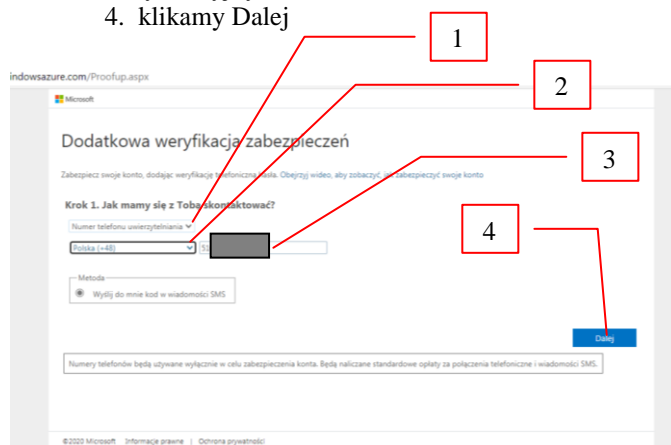 4. klikamy Dalej
1
indowsazure.com/Proofup.aspx
2
Microsoft
Dodatkowa weryfikacja zabezpieczeń
3
Zabezpiecz swoje konto, dodając weryfikację telefoniczną hasła. Obejrzyj wideo, aby zobaczyć, jak zabezpieczyć swoje konto
Krok 1. Jak mamy się z Tobą skontaktować?
Numer telefonu uwierzytelniania
4
Polska (+48) 51
Metoda
Wyślij do mnie kod w wiadomości SMS
Dalej
Numery telefonów będą używane wyłącznie w celu zabezpieczenia konta. Będą naliczane standardowe opłaty za połączenia telefoniczne i wiadomości SMS.
©2020 Microsoft Informacje prawne | Ochrona prywatności